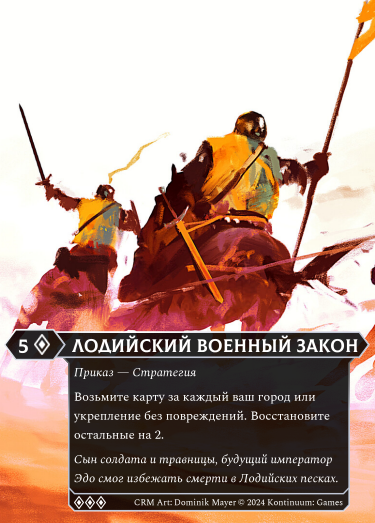 5 ЛОДИЙСКИЙ ВОЕННЫЙ ЗАКОН
Приказ — Стратегия
Возьмите карту за каждый ваш город или
укрепление без повреждений. Восстановите
остальные на 2.
Сын солдата и травницы, будущий император
Эдо смог избежать смерти в Лодийских песках.
CRM Art: Dominik Mayer © 2024 Kontinuum: Games